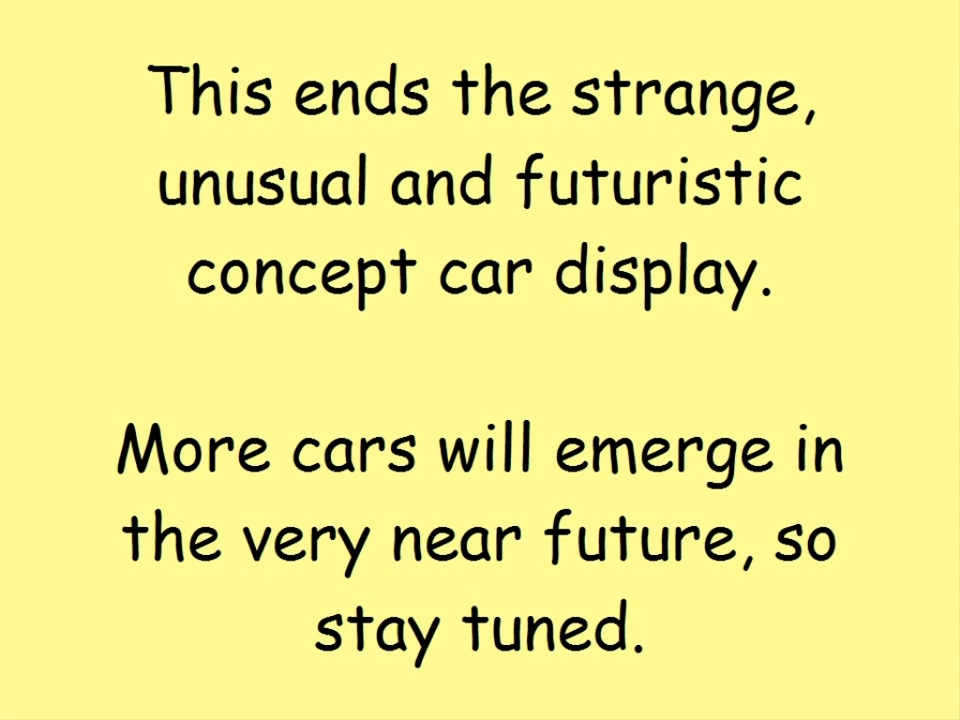 This ends the strange,
unusual and futuristic
concept car display.
More cars will emerge in
the very near future, so
stay tuned.